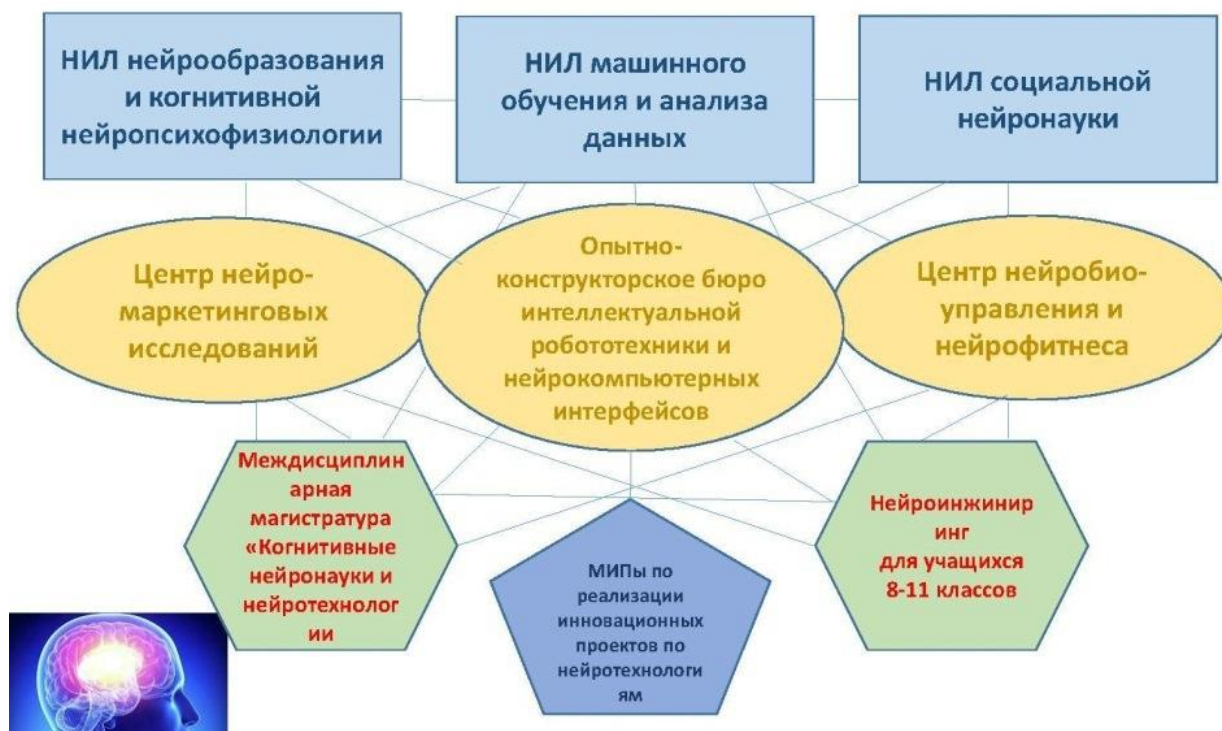 НИЛ нейрообразования
и когнитивной
нейропсихофизиологии
НИЛ машинного
обучения и анализа
данных
НИЛ социальной
нейронауки
Центр нейро-
маркетинговых
исследований
Опытно-
конструкторское бюро
интеллектуальной
робототехники и
нейрокомпьютерных
интерфейсов
Центр нейробио-
управления и
нейрофитнеса
Междисциплин
арная
магистратура
«Когнитивные
нейронауки и
нейротехнолог
ии
МИПы по
реализации
инновационных
проектов по
нейротехнологи
ям
Нейроинжинир
инг
для учащихся
8-11 классов